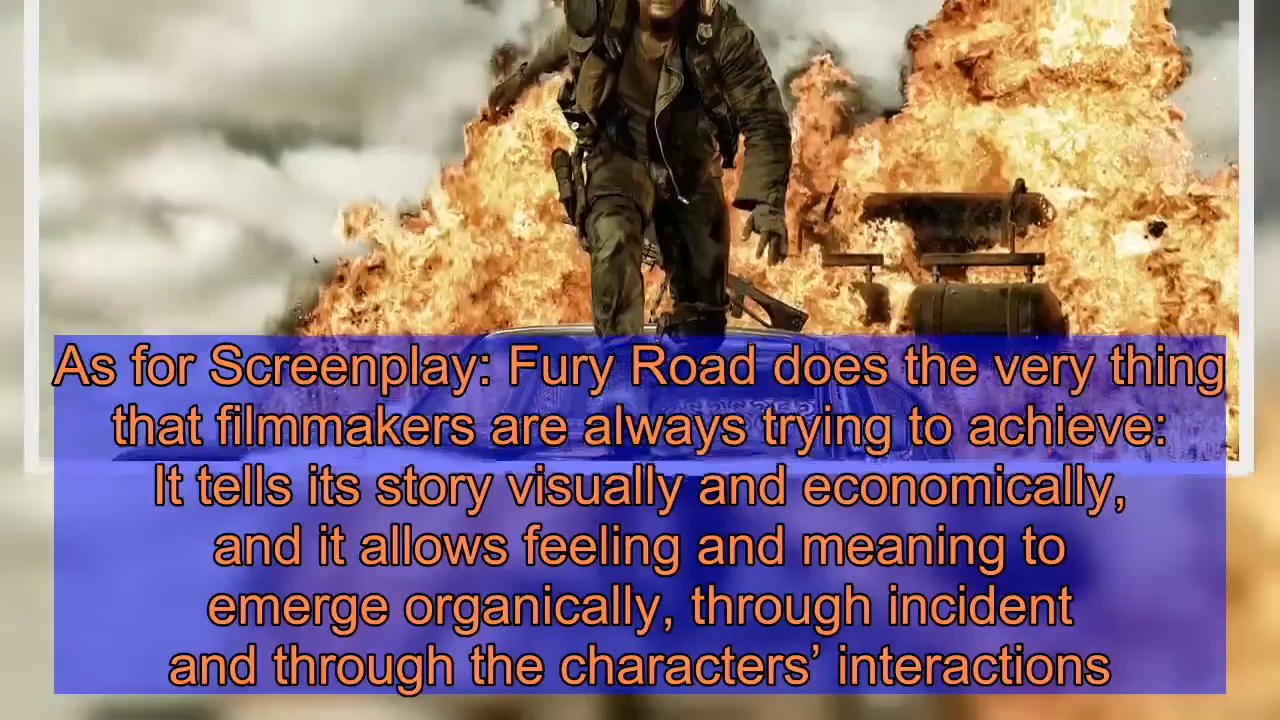 As for Screenplay: Fury Road does the very thing
that filmmakers are always trying to achieve:
It tells its story visually and economically,
and it allows feeling and meaning to
emerge organically, through incident
and through the characters’ interactions